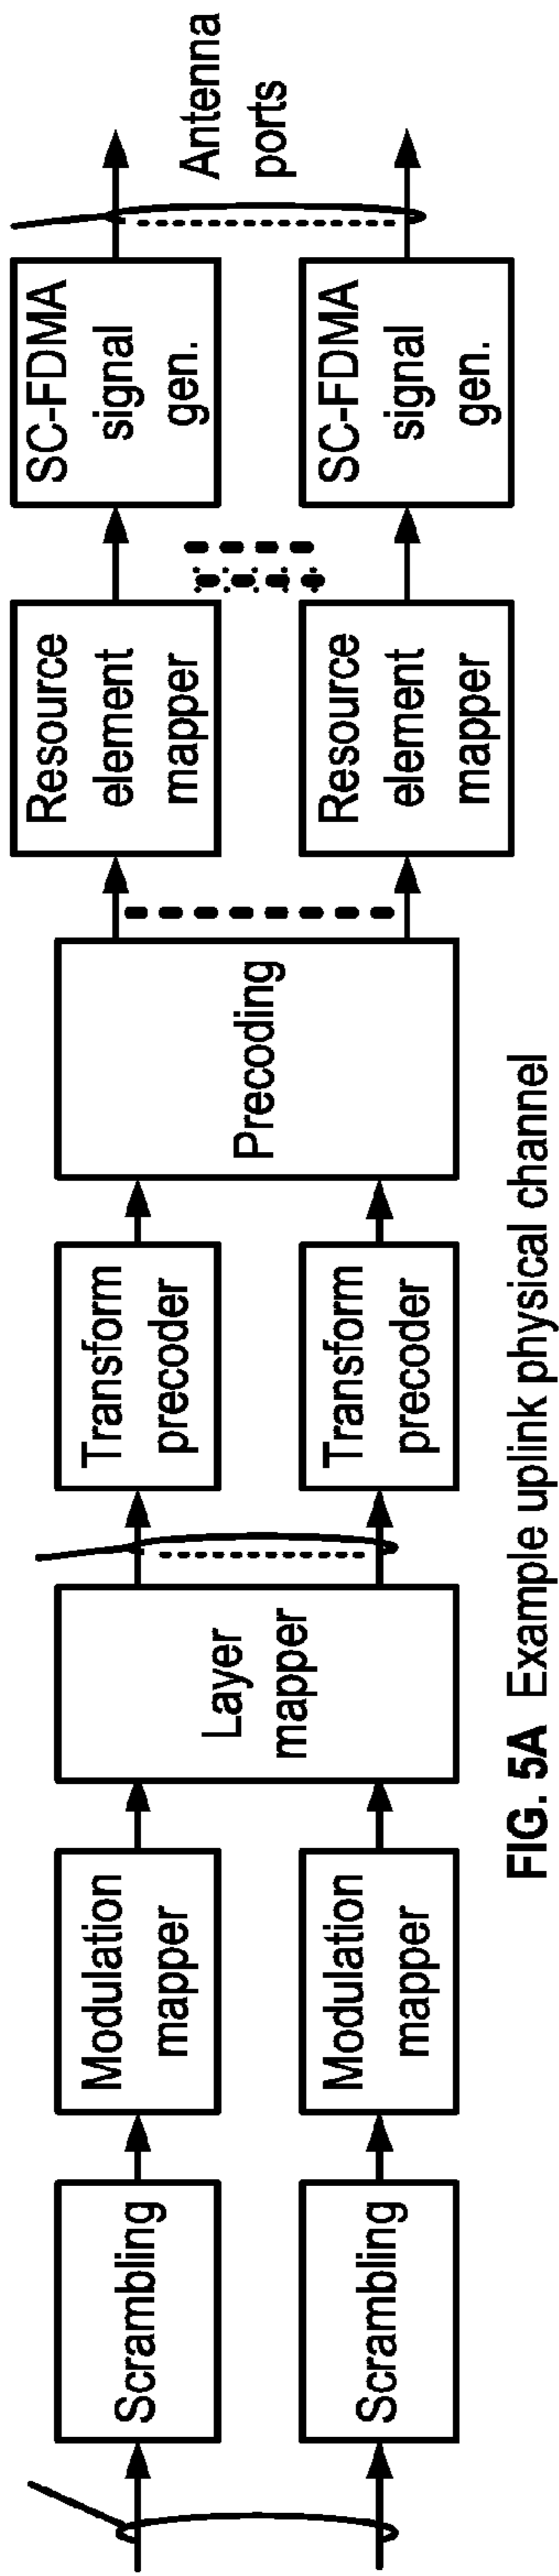 Scrambling
Scrambling
Modulation
mapper
Modulation
mapper
Layer
mapper
Transform
precoder
Transform
precoder
Precoding
Resource
element
mapper
Resource
element
mapper
SC-FDMA
signal
gen.
SC-FDMA
signal
gen.
Antenna
ports
FIG. 5A Example uplink physical channel